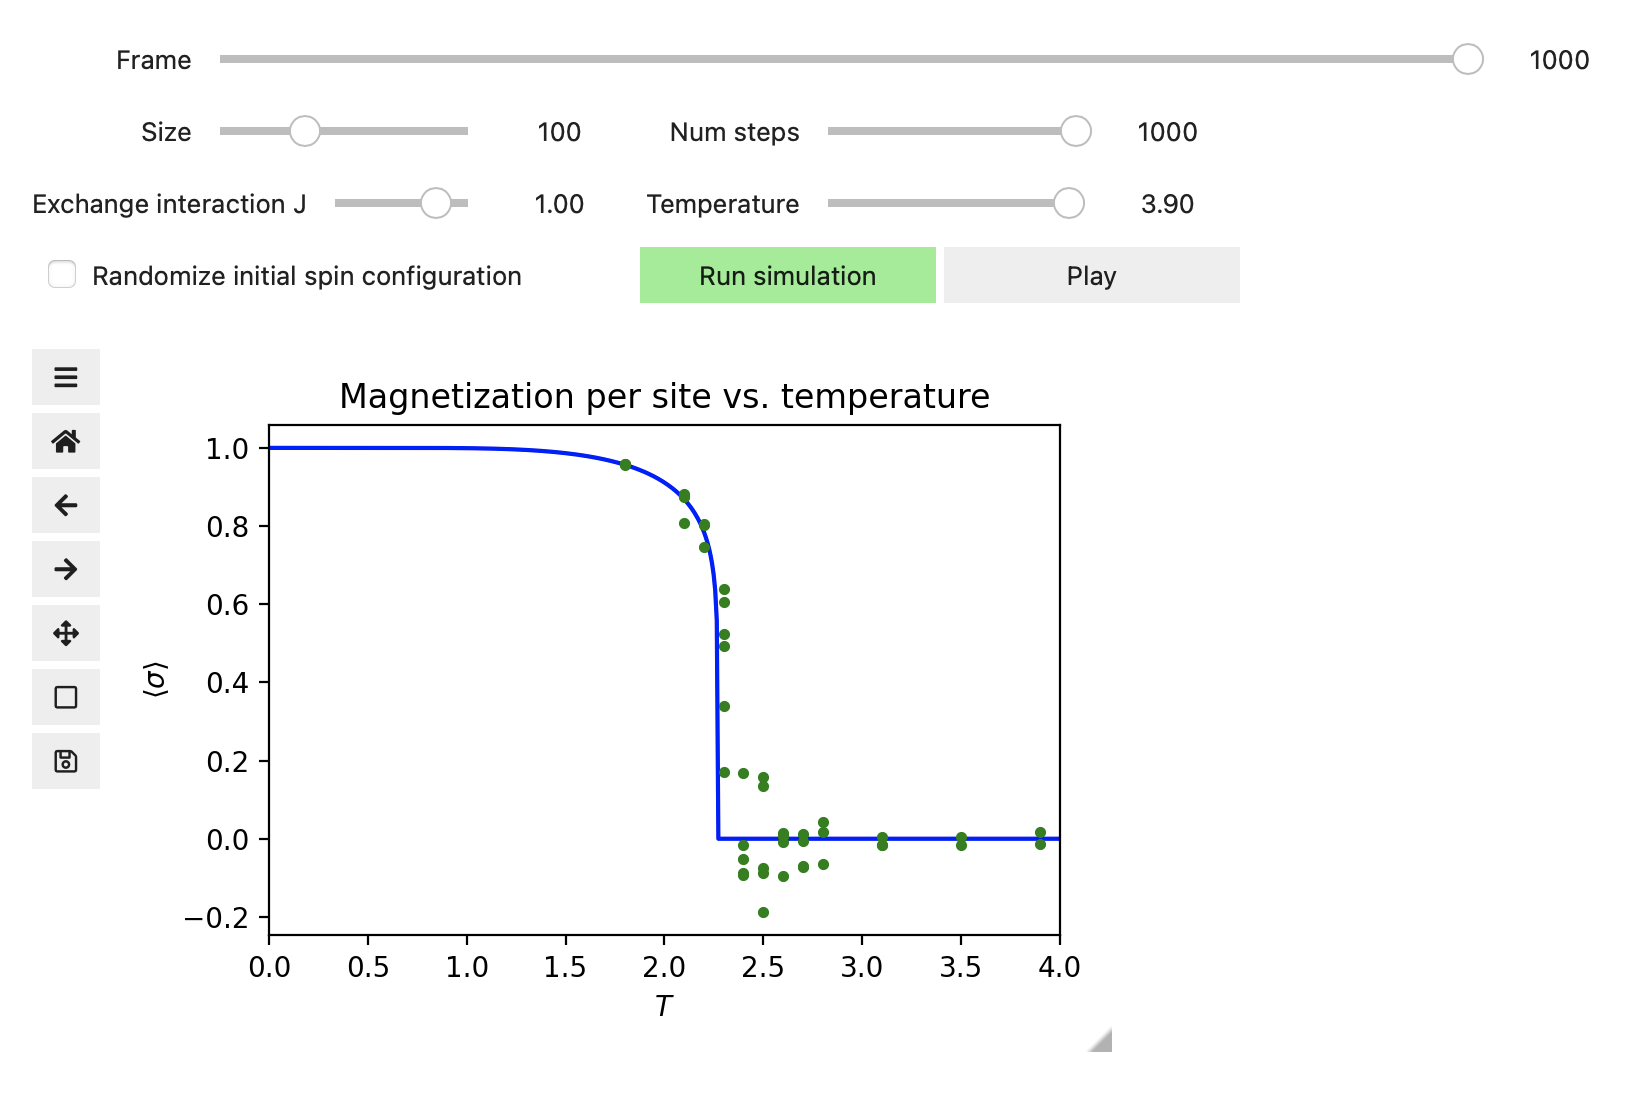 Frame 1000
Size 100 Num steps 1000
Exchange interaction J 1.00 Temperature 3.90
Randomize initial spin configuration Run simulation Play
Magnetization per site vs. temperature
1.0
0.8
0.6
0.4
0.2
0.0
−0.2
⟨σ⟩
0.0 0.5 1.0 1.5 2.0 2.5 3.0 3.5 4.0
T